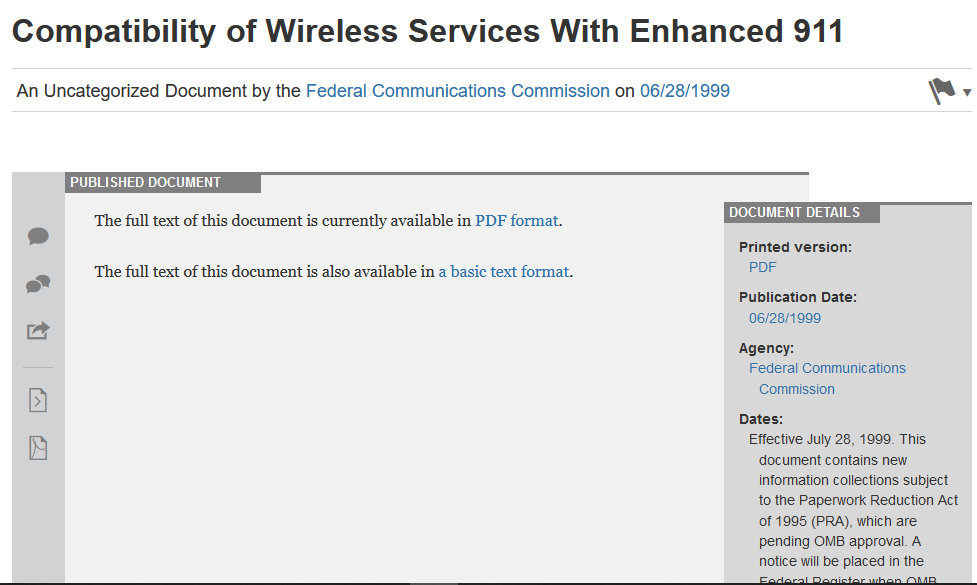 Compatibility of Wireless Services With Enhanced 911
An Uncategorized Document by the Federal Communications Commission on 06/28/1999
PUBLISHED DOCUMENT
The full text of this document is currently available in PDF format.
The full text of this document is also available in a basic text format.
DOCUMENT DETAILS
Printed version:
PDF
Publication Date:
06/28/1999
Agency:
Federal Communications
Commission
Dates:
Effective July 28, 1999. This
document contains new
information collections subject
to the Paperwork Reduction Act
of 1995 (PRA), which are
pending OMB approval. A
notice will be placed in the
Federal Register when OMB